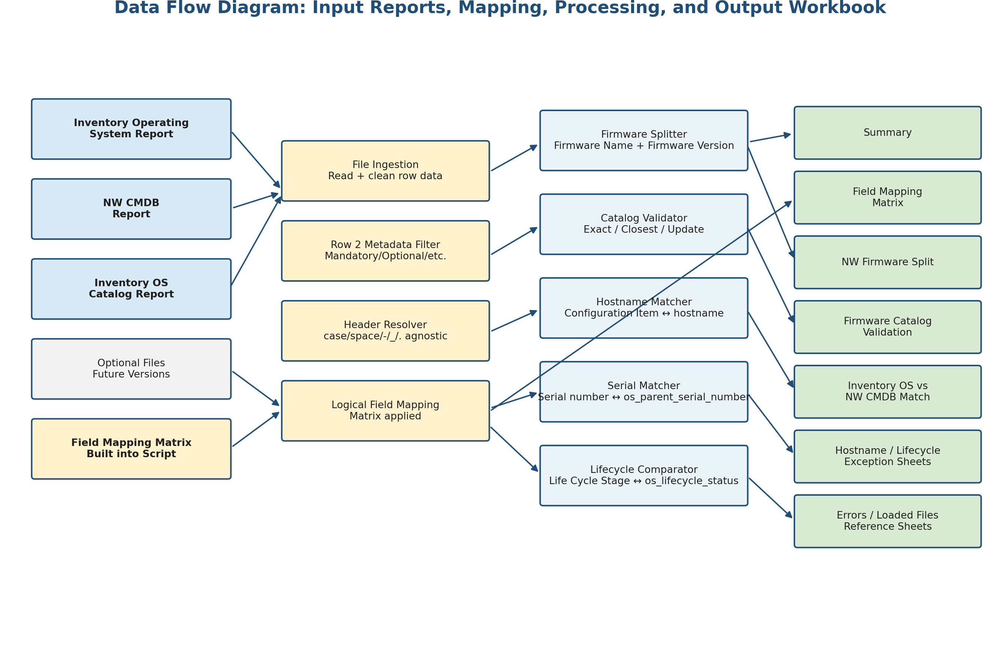 Data Flow Diagram: Input Reports, Mapping, Processing, and Output Workbook
Inventory Operating
System Report
NW CMDB
Report
Inventory OS
Catalog Report
Optional Files
Future Versions
Field Mapping Matrix
Built into Script
File Ingestion
Read + clean row data
Row 2 Metadata Filter
Mandatory/Optional/etc.
Header Resolver
case/space/-/_/. agnostic
Logical Field Mapping
Matrix applied
Firmware Splitter
Firmware Name + Firmware Version
Catalog Validator
Exact / Closest / Update
Hostname Matcher
Configuration Item ↔ hostname
Serial Matcher
Serial number ↔ os_parent_serial_number
Lifecycle Comparator
Life Cycle Stage ↔ os_lifecycle_status
Summary
Field Mapping
Matrix
NW Firmware Split
Firmware Catalog
Validation
Inventory OS vs
NW CMDB Match
Hostname / Lifecycle
Exception Sheets
Errors / Loaded Files
Reference Sheets